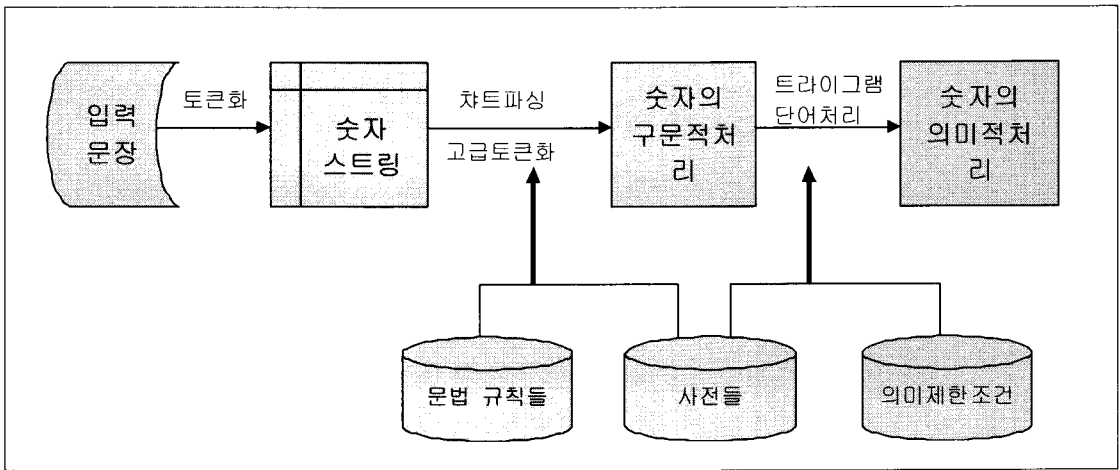 입력
문장
토큰화
숫자
스트링
챠트파싱
고급토큰화
숫자의
구문적처
리
트라이그램
단어처리
숫자의
의미적처
리
문법 규칙들
사전들
의미제한조건